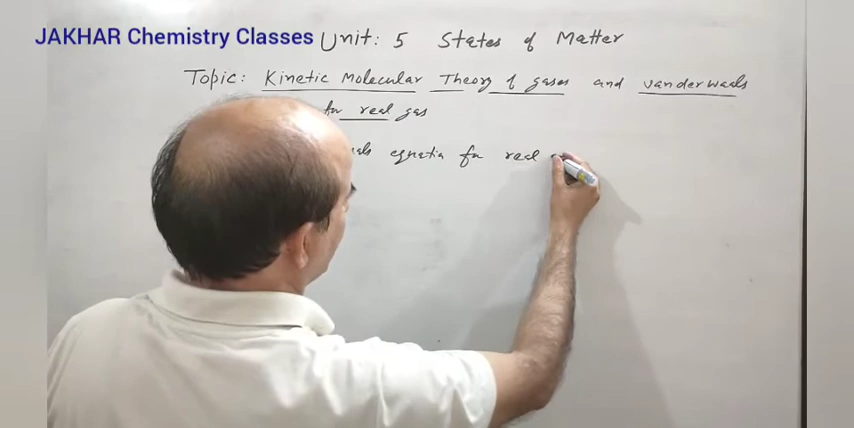 JAKHAR Chemistry Classes Unit: 5 States of Matter
Topic: Kinetic Molecular Theory of gases and vanderwaals
for real gas
equation for real